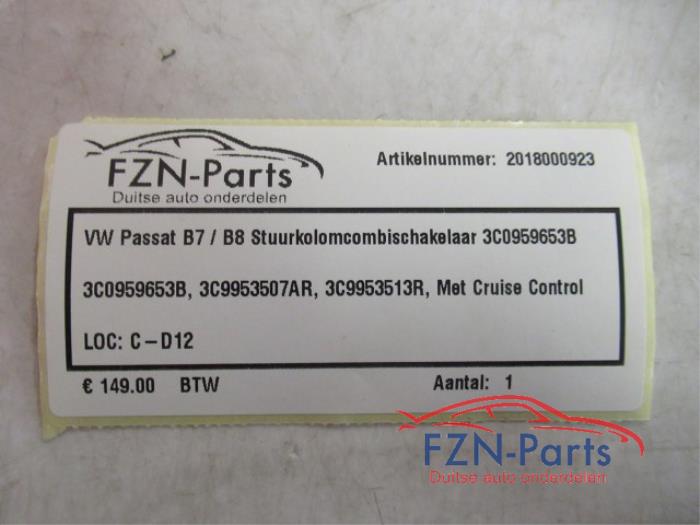 FZN-Parts
Duitse auto onderdelen
Artikelnummer: 2018000923
VW Passat B7 / B8 Stuurkolomcombischakelaar 3C0959653B
3C0959653B, 3C9953507AR, 3C9953513R, Met Cruise Control
LOC: C-D12
€ 149.00 BTW
Aantal: 1
FZN-Parts
Duitse auto onderdelen